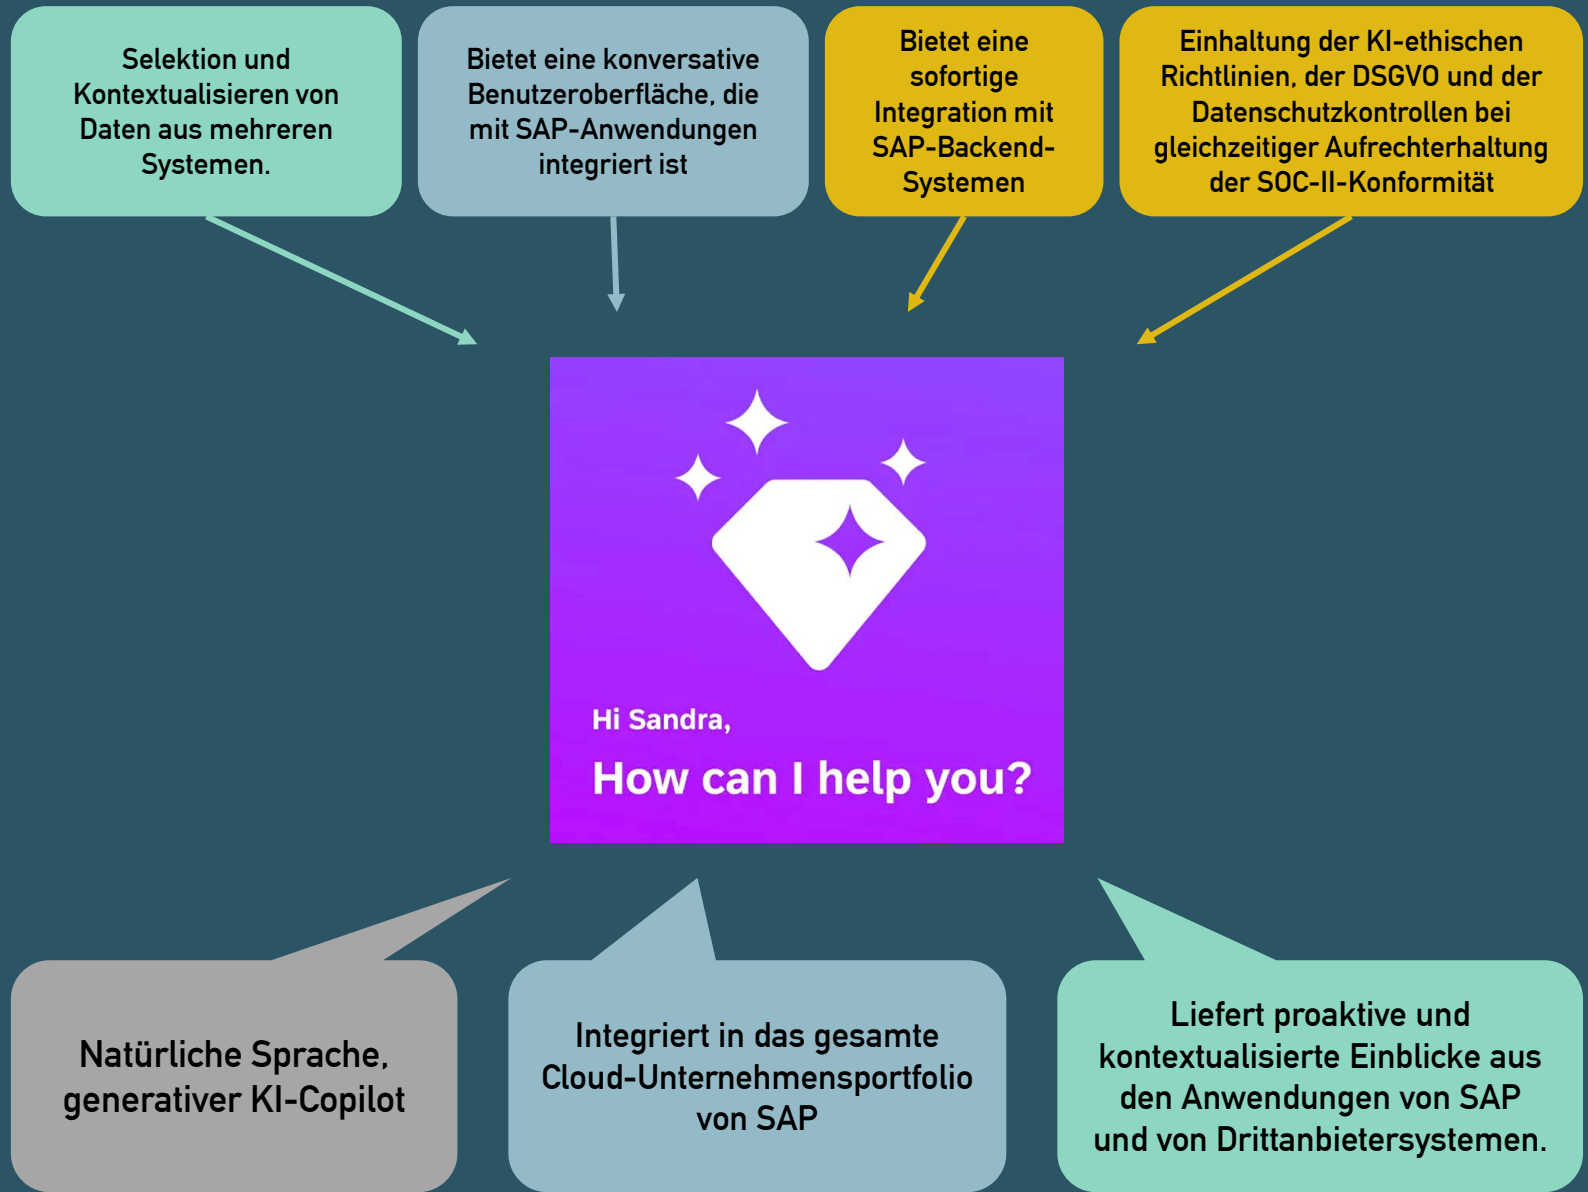 Selektion und
Kontextualisieren von
Daten aus mehreren
Systemen.
Bietet eine konversative
Benutzeroberfläche, die
mit SAP-Anwendungen
integriert ist
Bietet eine
sofortige
Integration mit
SAP-Backend-
Systemen
Einhaltung der KI-ethischen
Richtlinien, der DSGVO und der
Datenschutzkontrollen bei
gleichzeitiger Aufrechterhaltung
der SOC-II-Konformität
Hi Sandra,
How can I help you?
Natürliche Sprache,
generativer KI-Copilot
Integriert in das gesamte
Cloud-Unternehmensportfolio
von SAP
Liefert proaktive und
kontextualisierte Einblicke aus
den Anwendungen von SAP
und von Drittanbietersystemen.